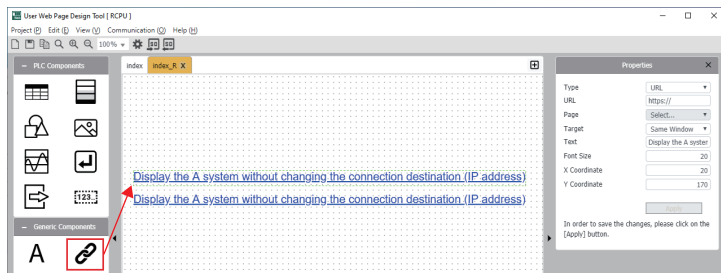 User Web Page Design Tool [ RCPU ]
Project (P) Edit (E) View (V) Communication (O) Help (H)
100%
PLC Components
index index_R X
Properties X
Type URL
URL https://
Page Select...
Target Same Window
Text Display the A syster
Font Size 20
X Coordinate 20
Y Coordinate 170
Apply
In order to save the changes, please click on the
[Apply] button.
Display the A system without changing the connection destination (IP address)
Display the A system without changing the connection destination (IP address)
123...
Generic Components
A